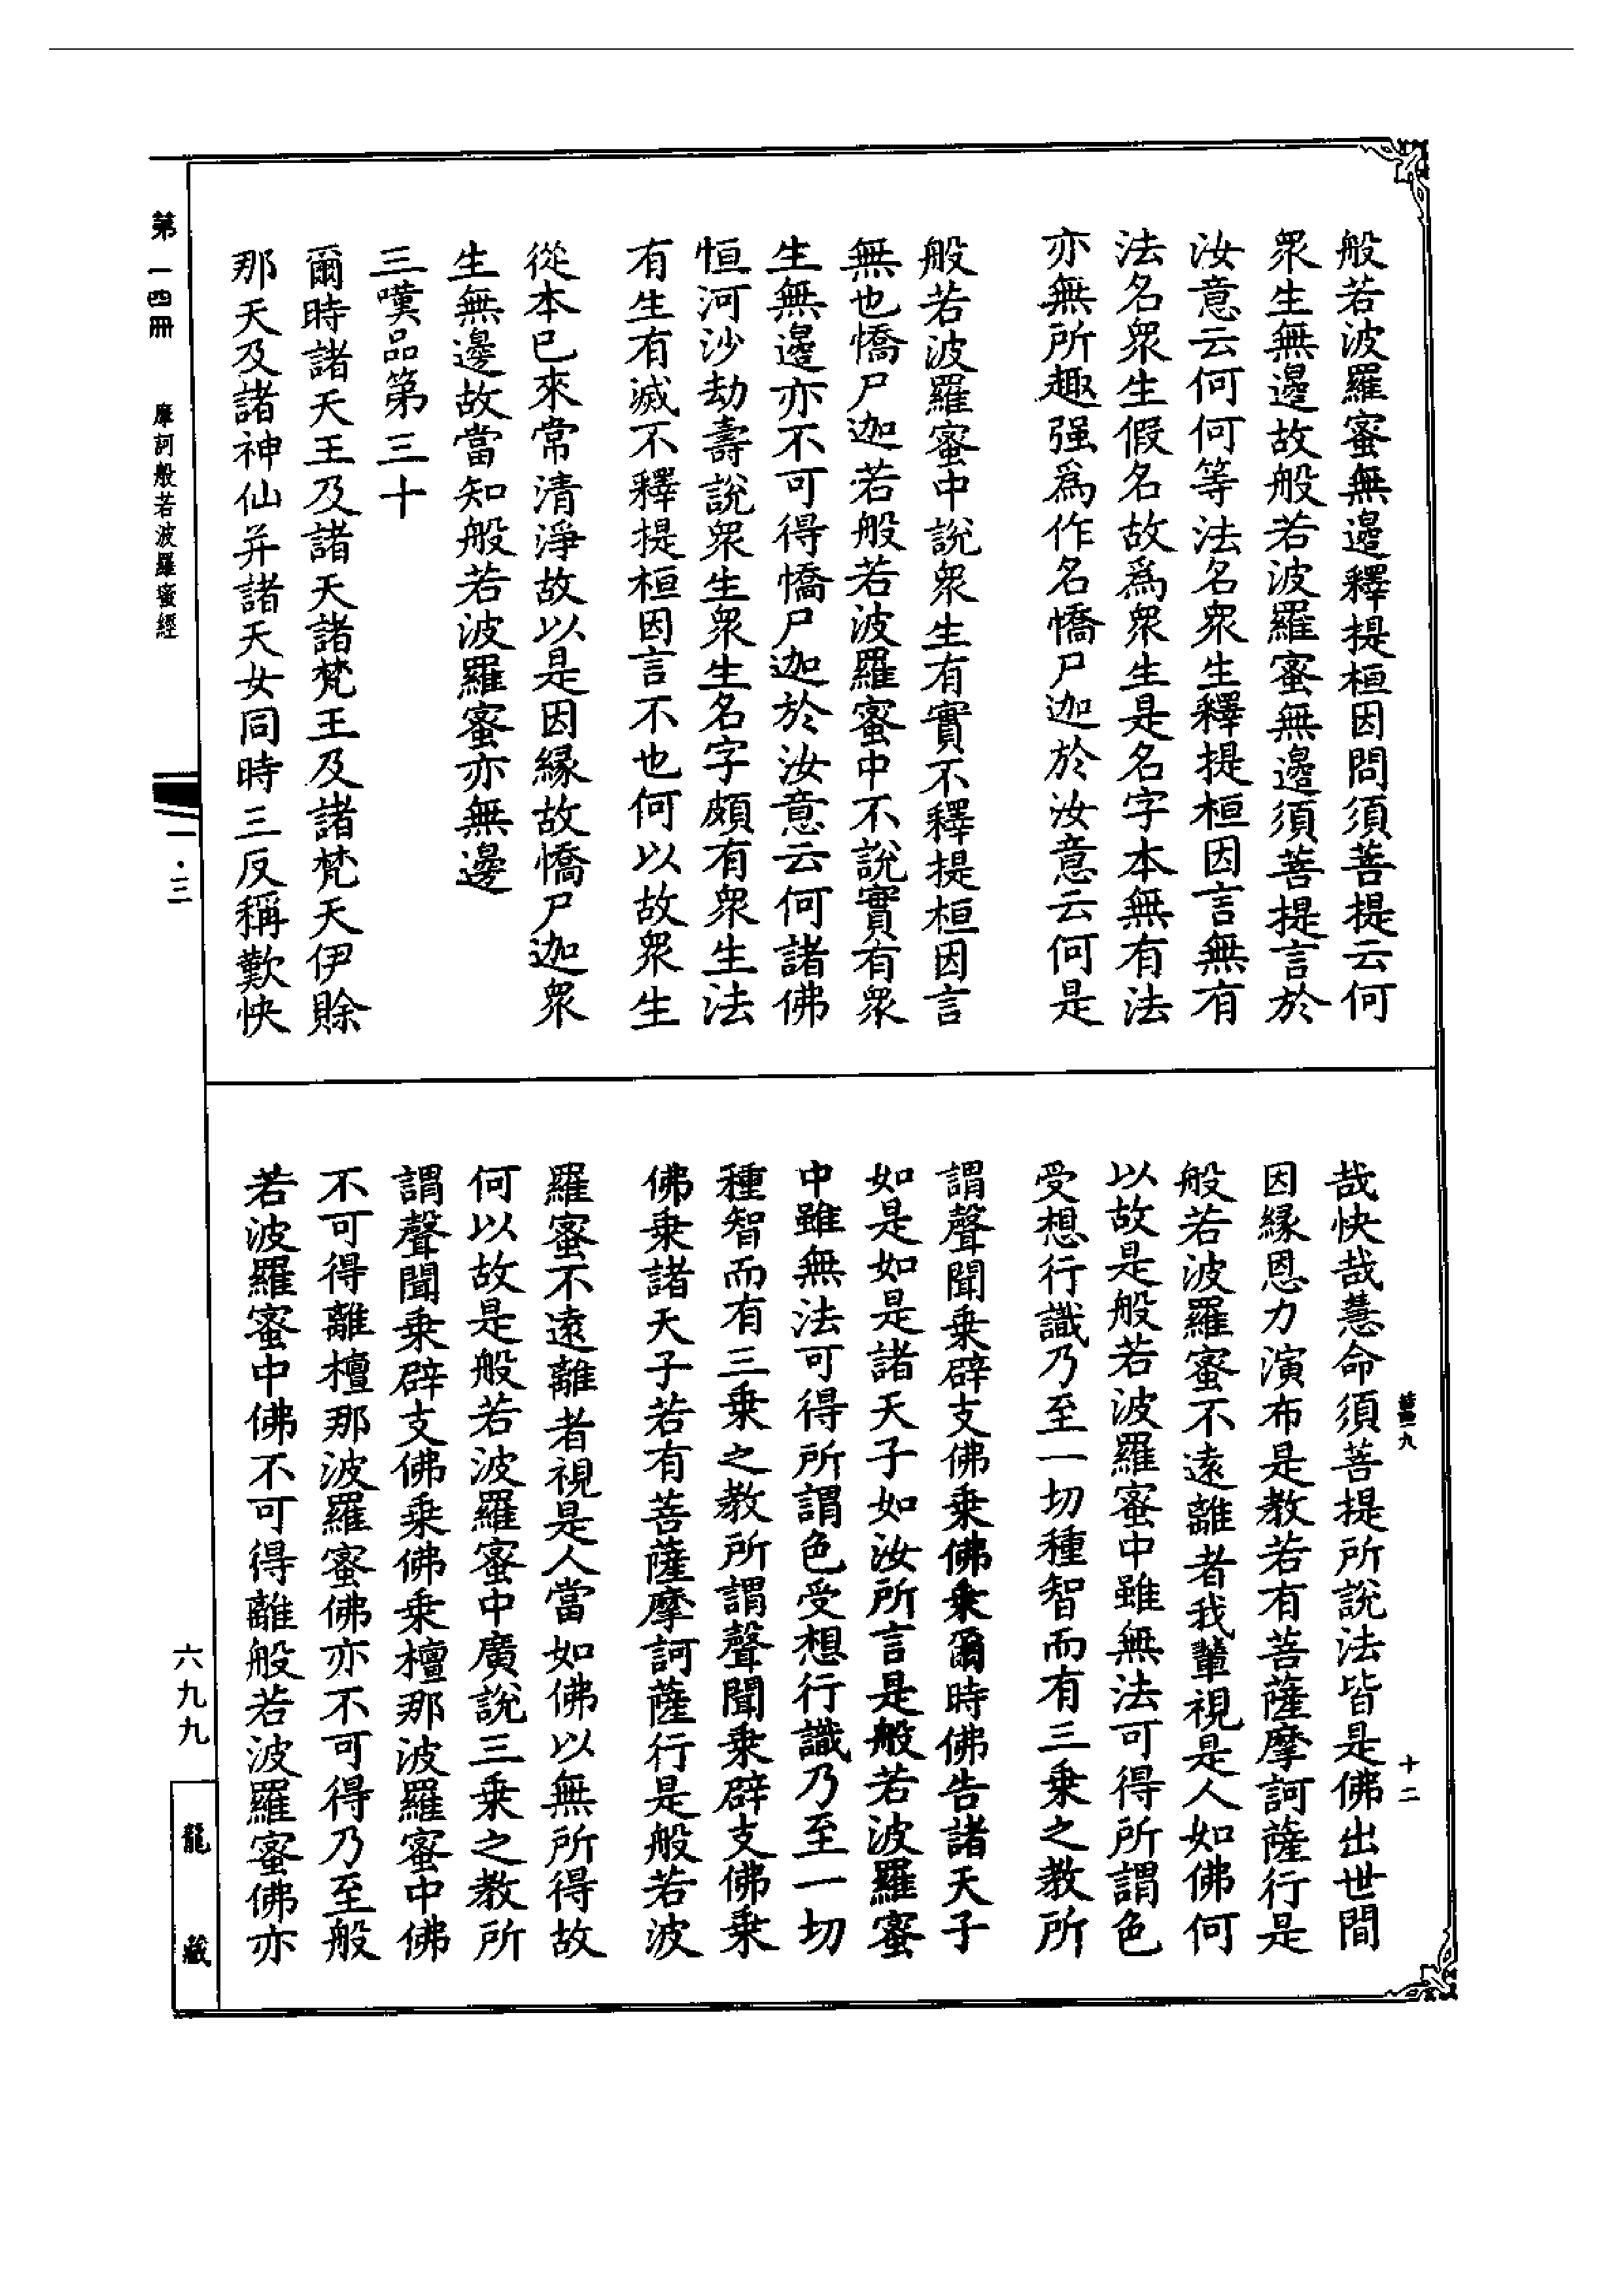 般若波羅蜜無邊釋提桓因問須菩提云何
衆生無邊故般若波羅蜜無邊須菩提言於
汝意云何何等法名衆生釋提桓因言無有
法名衆生假名故爲衆生是名字本無有法
亦無所趣强爲作名憍尸迦於汝意云何是
般若波羅蜜中說衆生有實不釋提桓因言
無也憍尸迦若般若波羅蜜中不說實有衆
生無邊亦不可得憍尸迦於汝意云何諸佛
恒河沙劫壽說衆生衆生名字頗有衆生法
有生有滅不釋提桓因言不也何以故衆生
從本已來常清淨故以是因緣故憍尸迦衆
生無邊故當知般若波羅蜜亦無邊
三嘆品第三十
爾時諸天王及諸天諸梵王及諸梵天伊賒
那天及諸神仙并諸天女同時三反稱歎快
哉快哉慧命須菩提所說法皆是佛出世間
因緣恩力演布是教若有菩薩摩訶薩行是
般若波羅蜜不遠離者我輩視是人如佛何
以故是般若波羅蜜中雖無法可得所謂色
受想行識乃至一切種智而有三乗之教所
謂聲聞乗辟支佛乗佛乗爾時佛告諸天子
如是如是諸天子如汝所言是般若波羅蜜
中雖無法可得所謂色受想行識乃至一切
種智而有三乗之教所謂聲聞乗辟支佛乗
佛乗諸天子若有菩薩摩訶薩行是般若波
羅蜜不遠離者視是人當如佛以無所得故
何以故是般若波羅蜜中廣說三乗之教所
謂聲聞乗辟支佛乗佛乗檀那波羅蜜中佛
不可得離檀那波羅蜜佛亦不可得乃至般
若波羅蜜中佛不可得離般若波羅蜜佛亦
九 十二
第一四冊 摩訶般若波羅蜜經 一·三
六九九
龍藏